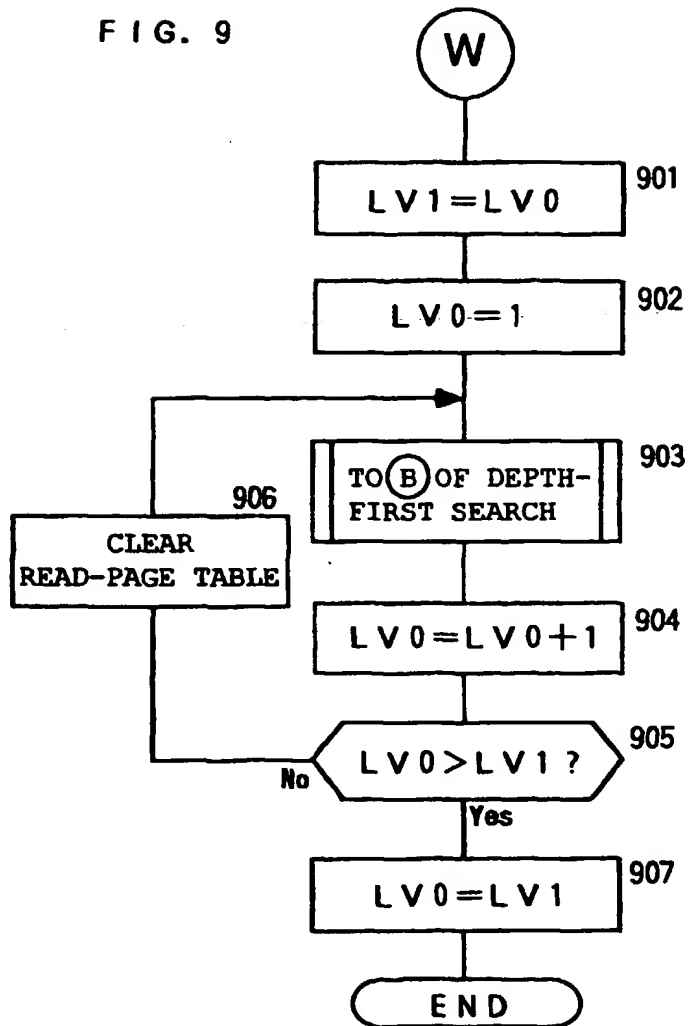 FIG. 9
W
901
LV1=LV0
902
LV0=1
903
TO B OF DEPTH-
FIRST SEARCH
906
CLEAR
READ-PAGE TABLE
904
LV0=LV0+1
905
LV0>LV1?
No
Yes
907
LV0=LV1
END